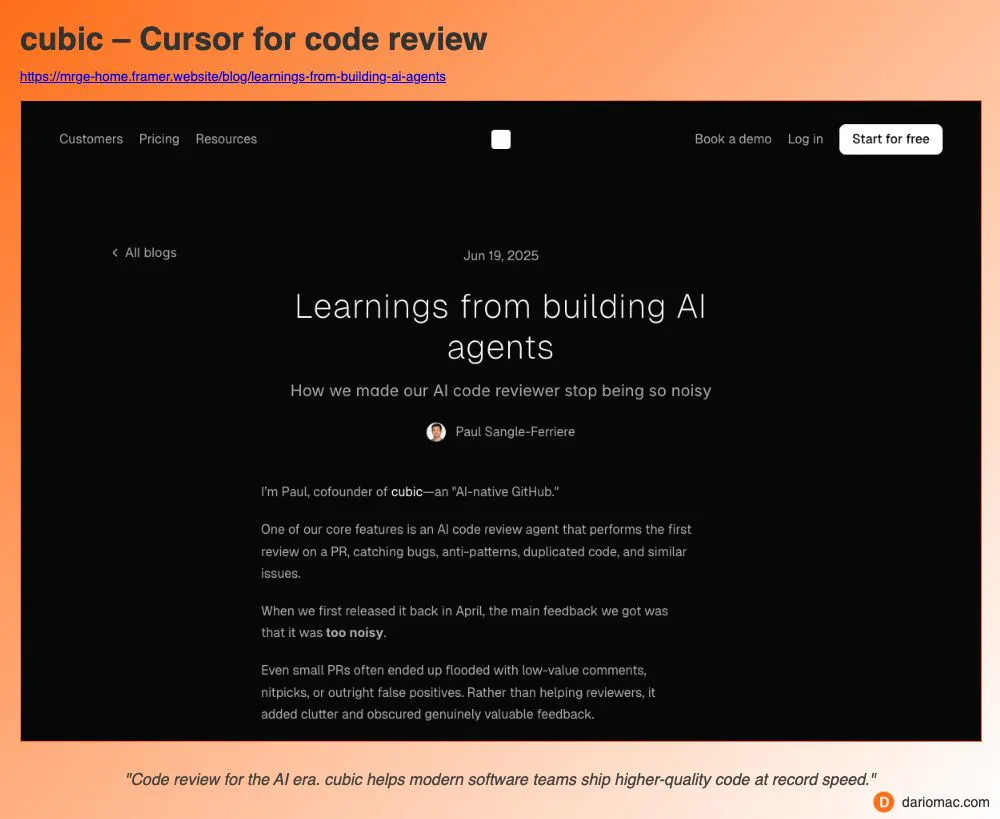 cubic – Cursor for code review
https://mrge-home.framer.website/blog/learnings-from-building-ai-agents
Customers Pricing Resources Book a demo Log in Start for free
All blogs
Jun 19, 2025
Learnings from building AI
agents
How we made our AI code reviewer stop being so noisy
Paul Sangle-Ferriere
I'm Paul, cofounder of cubic—an "AI-native GitHub."
One of our core features is an AI code review agent that performs the first
review on a PR, catching bugs, anti-patterns, duplicated code, and similar
issues.
When we first released it back in April, the main feedback we got was
that it was too noisy.
Even small PRs often ended up flooded with low-value comments,
nitpicks, or outright false positives. Rather than helping reviewers, it
added clutter and obscured genuinely valuable feedback.
"Code review for the AI era. cubic helps modern software teams ship higher-quality code at record speed."
D dariomac.com